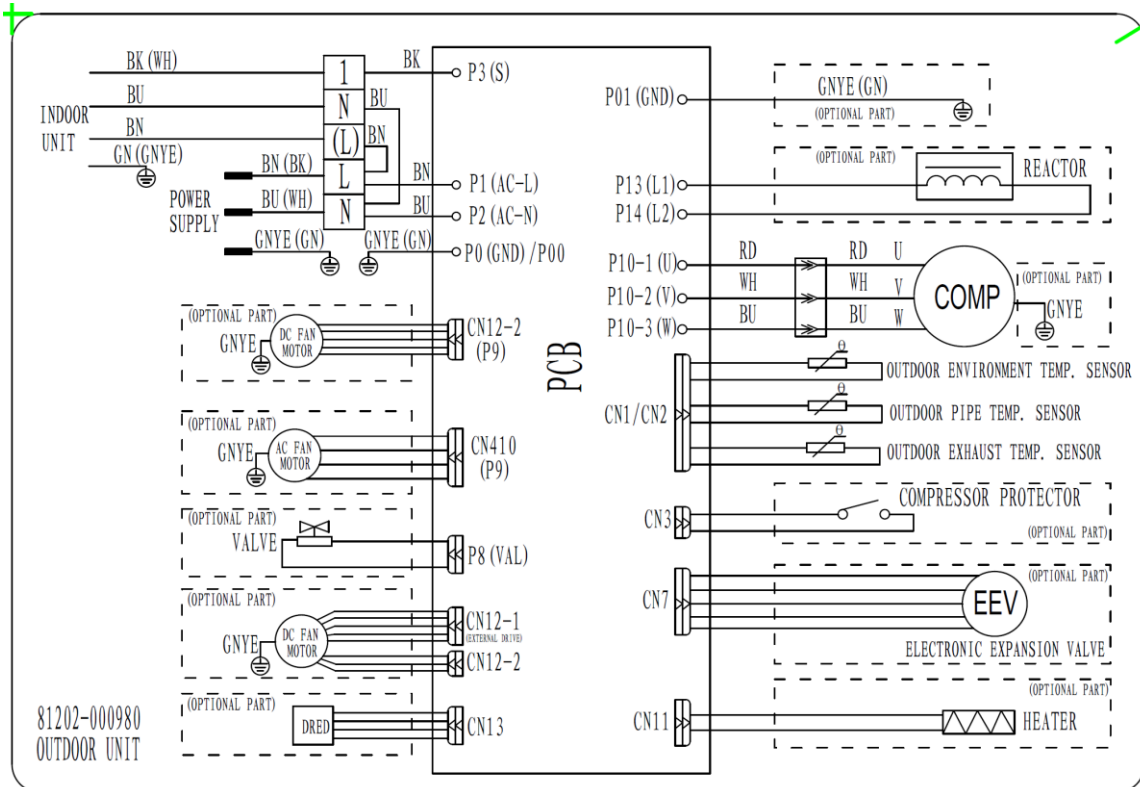 BK(WH)
1
BK
P3(S)
BU
N
BU
INDOOR
UNIT
BN
(L)
BN
GN(GNYE)
BN(BK)
L
BN
P1(AC-L)
POWER
SUPPLY
BU(WH)
N
BU
P2(AC-N)
GNYE(GN)
GNYE(GN)
P0(GND)/P00
(OPTIONAL PART)
GNYE
DC FAN
MOTOR
CN12-2
(P9)
(OPTIONAL PART)
GNYE
AC FAN
MOTOR
CN410
(P9)
(OPTIONAL PART)
VALVE
P8(VAL)
(OPTIONAL PART)
GNYE
DC FAN
MOTOR
CN12-1
(EXTERNAL DRIVE)
CN12-2
(OPTIONAL PART)
DRED
CN13
81202-000980
OUTDOOR UNIT
PCB
P01(GND)
GNYE(GN)
(OPTIONAL PART)
(OPTIONAL PART)
REACTOR
P13(L1)
P14(L2)
P10-1(U)
RD
RD
U
P10-2(V)
WH
WH
V
P10-3(W)
BU
BU
W
COMP
(OPTIONAL PART)
GNYE
CN1/CN2
θ
OUTDOOR ENVIRONMENT TEMP. SENSOR
θ
OUTDOOR PIPE TEMP. SENSOR
θ
OUTDOOR EXHAUST TEMP. SENSOR
CN3
COMPRESSOR PROTECTOR
(OPTIONAL PART)
CN7
(OPTIONAL PART)
EEV
ELECTRONIC EXPANSION VALVE
CN11
(OPTIONAL PART)
HEATER